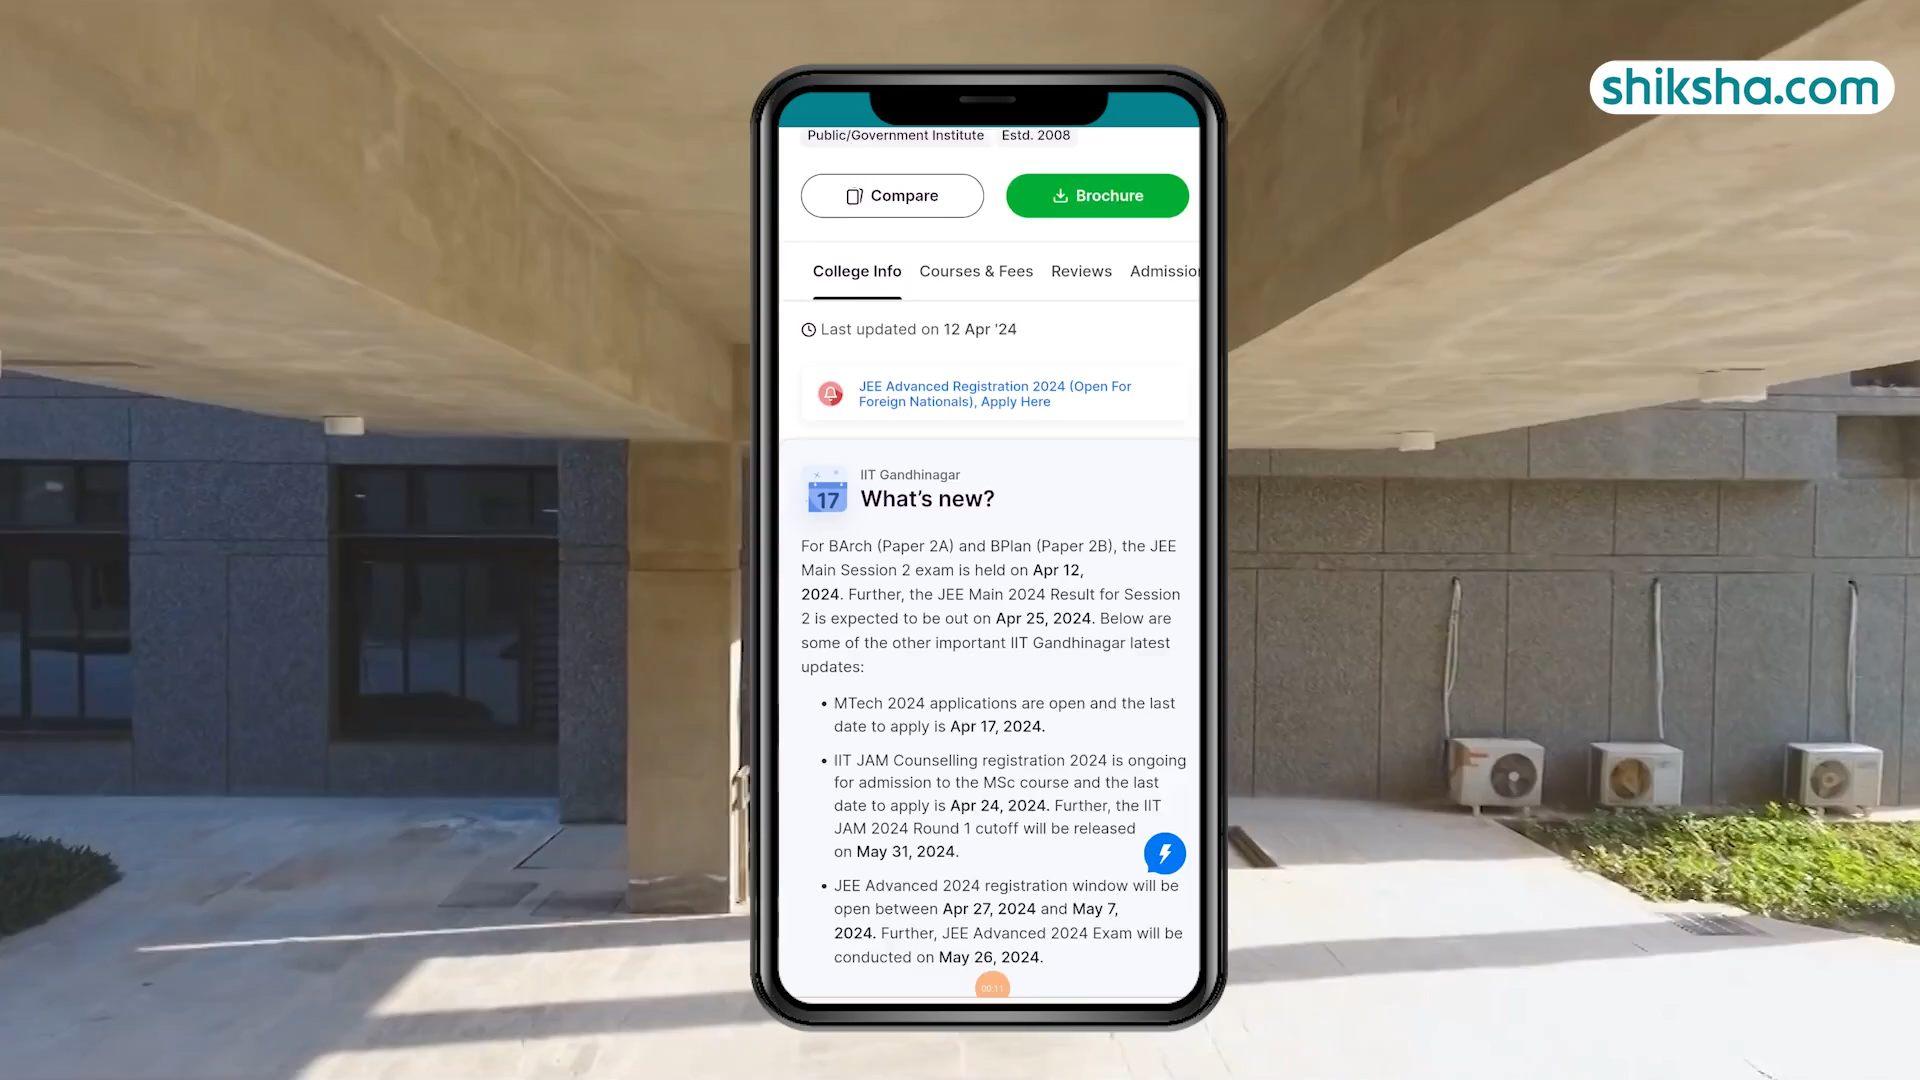 shiksha.com
Public/Government Institute Estd. 2008
Compare
Brochure
College Info Courses & Fees Reviews Admission
Last updated on 12 Apr '24
JEE Advanced Registration 2024 (Open For
Foreign Nationals), Apply Here
17
IIT Gandhinagar
What's new?
For BArch (Paper 2A) and BPlan (Paper 2B), the JEE
Main Session 2 exam is held on Apr 12,
2024. Further, the JEE Main 2024 Result for Session
2 is expected to be out on Apr 25, 2024. Below are
some of the other important IIT Gandhinagar latest
updates:
• MTech 2024 applications are open and the last
date to apply is Apr 17, 2024.
• IIT JAM Counselling registration 2024 is ongoing
for admission to the MSc course and the last
date to apply is Apr 24, 2024. Further, the IIT
JAM 2024 Round 1 cutoff will be released
on May 31, 2024.
• JEE Advanced 2024 registration window will be
open between Apr 27, 2024 and May 7,
2024. Further, JEE Advanced 2024 Exam will be
conducted on May 26, 2024.
00:11